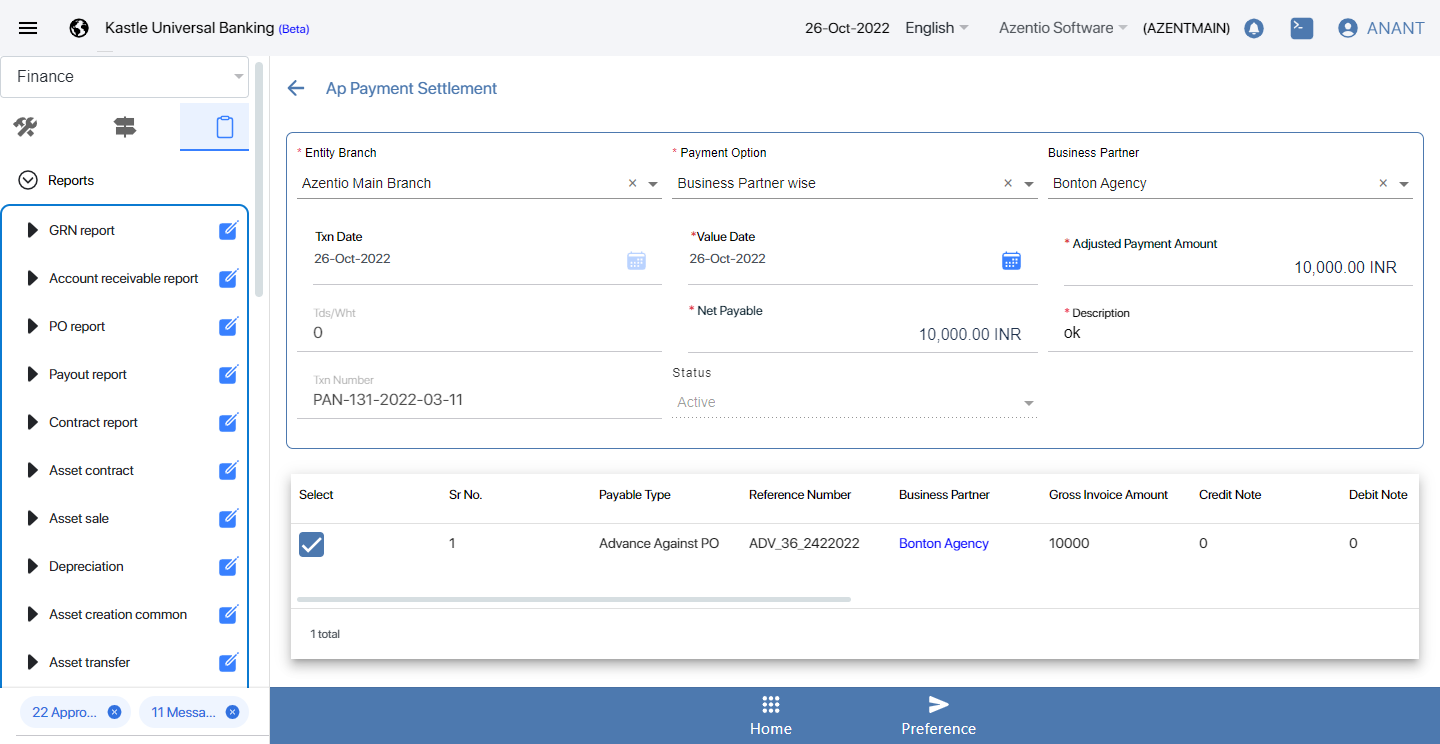 Kastle Universal Banking (Beta)
26-Oct-2022
English
Azentio Software
(AZENTMAIN)
ANANT
Finance
Reports
GRN report
Account receivable report
PO report
Payout report
Contract report
Asset contract
Asset sale
Depreciation
Asset creation common
Asset transfer
22 Appro...
11 Messa...
Ap Payment Settlement
* Entity Branch
Azentio Main Branch
* Payment Option
Business Partner wise
Business Partner
Bonton Agency
Txn Date
26-Oct-2022
*Value Date
26-Oct-2022
* Adjusted Payment Amount
10,000.00 INR
Tds/Wht
0
* Net Payable
10,000.00 INR
* Description
ok
Txn Number
PAN-131-2022-03-11
Status
Active
Select Sr No. Payable Type Reference Number Business Partner Gross Invoice Amount Credit Note Debit Note
1 Advance Against PO ADV_36_2422022 Bonton Agency 10000 0 0
1 total
Home
Preference